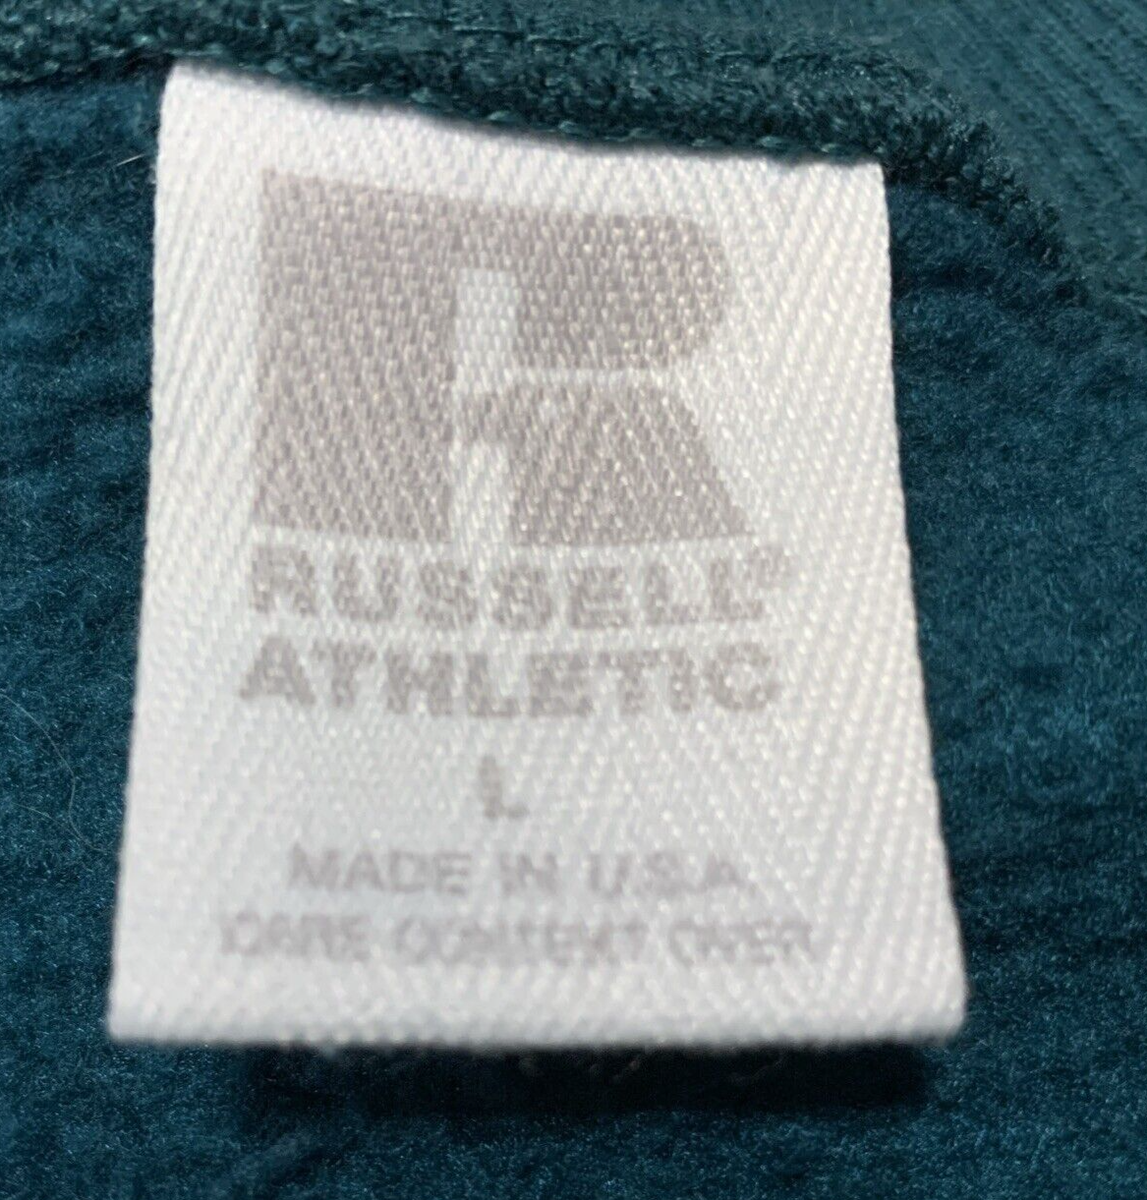 RUSSELL®
ATHLETIC
L
MADE IN U.S.A.
CARE CONTENT OVER